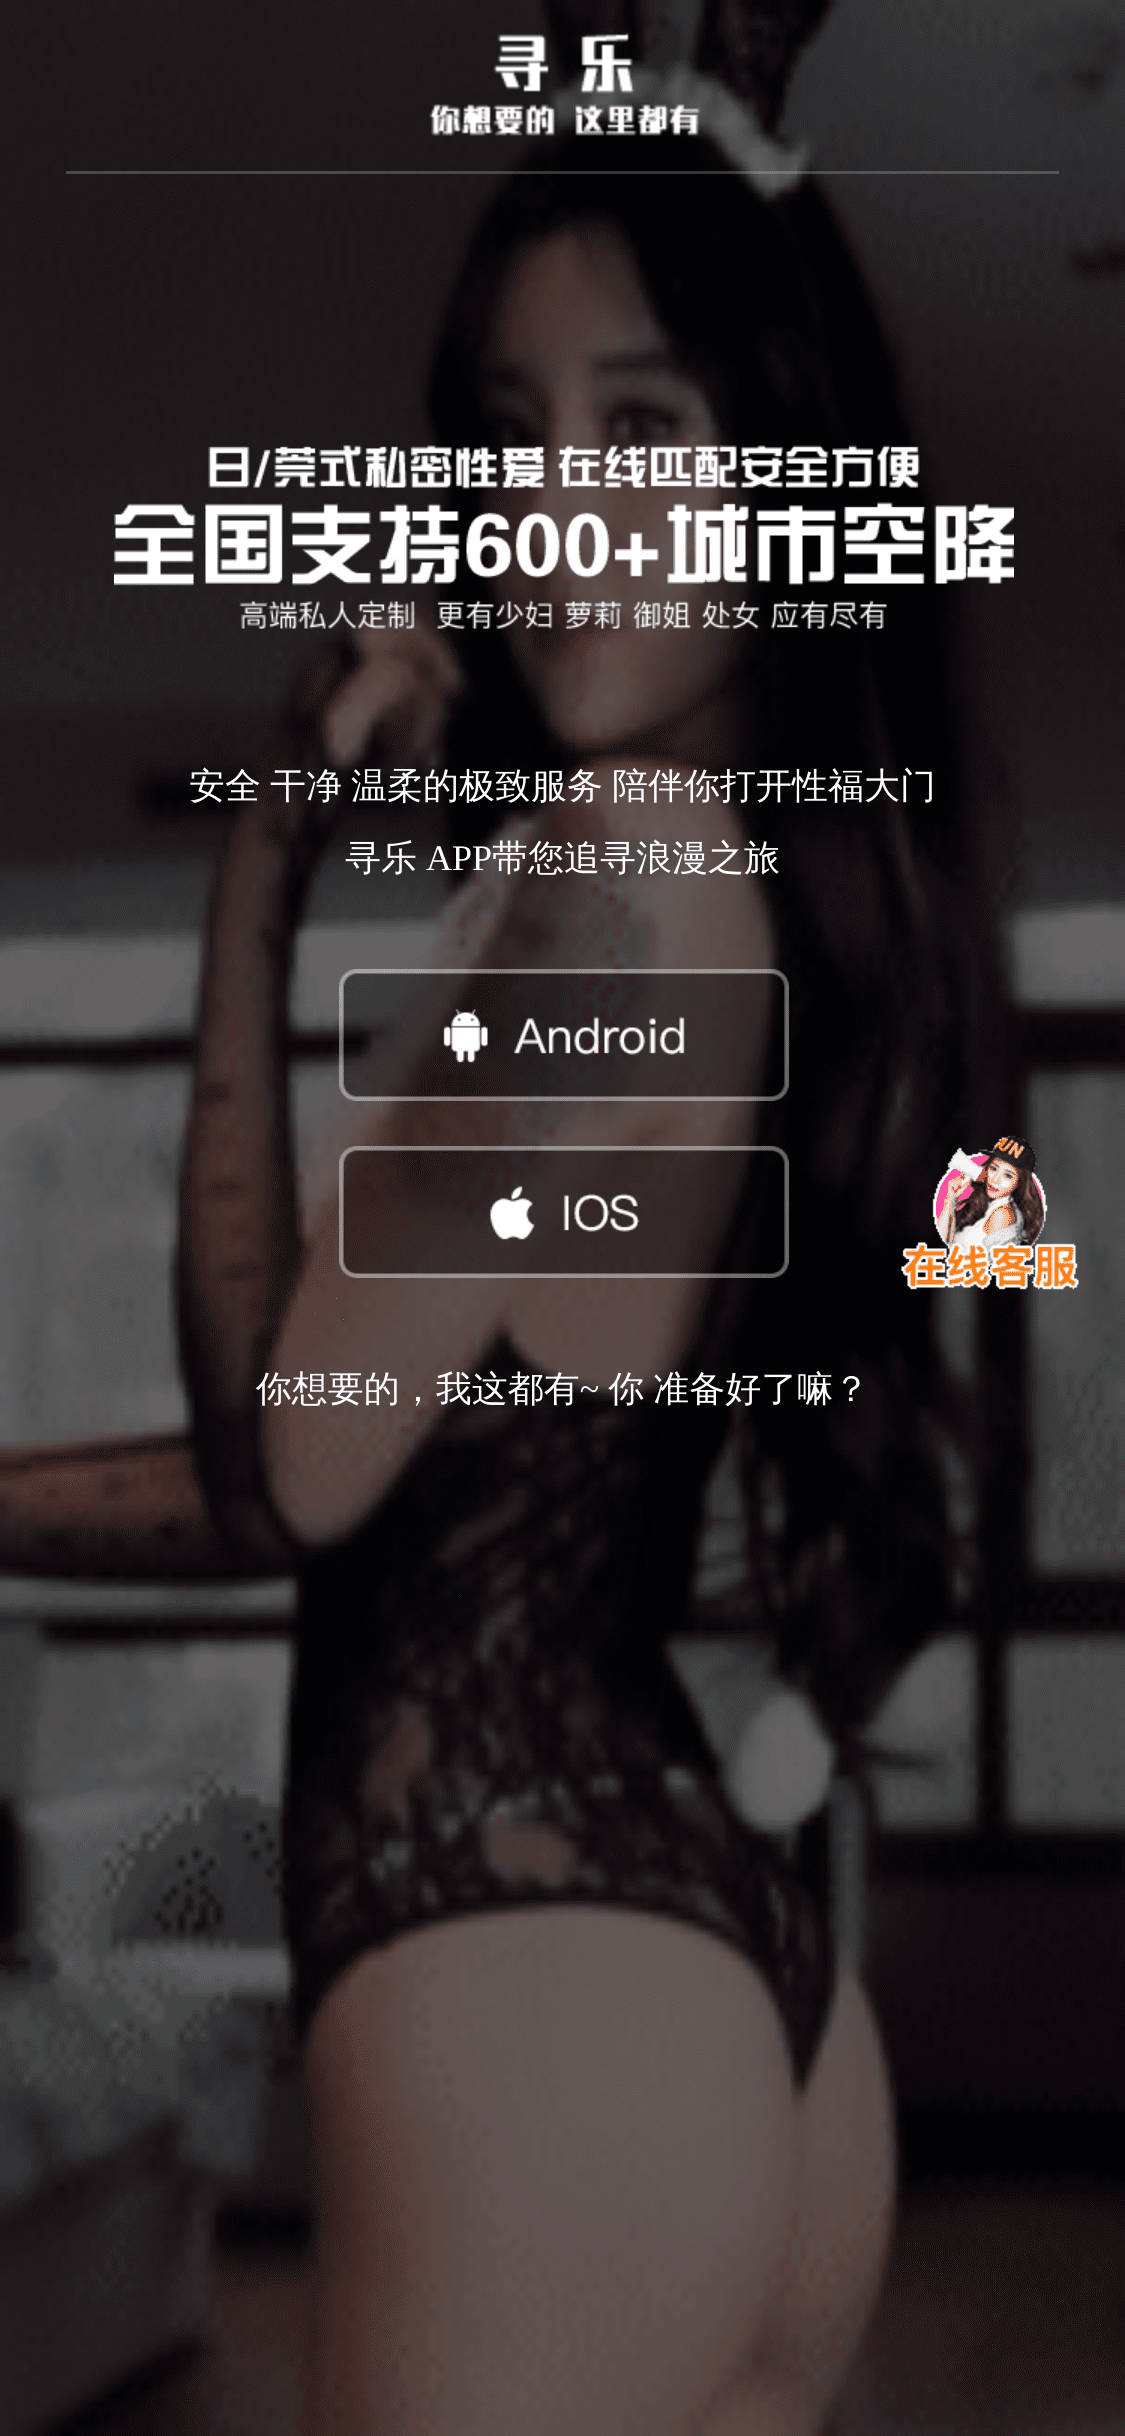 寻乐
你想要的 这里都有
日/莞式私密性爱 在线匹配安全方便
全国支持600+城市空降
高端私人定制 更有少妇 萝莉 御姐 处女 应有尽有
安全 干净 温柔的极致服务 陪伴你打开性福大门
寻乐 APP带您追寻浪漫之旅
Android
IOS
UN
在线客服
你想要的，我这都有~ 你 准备好了嘛？